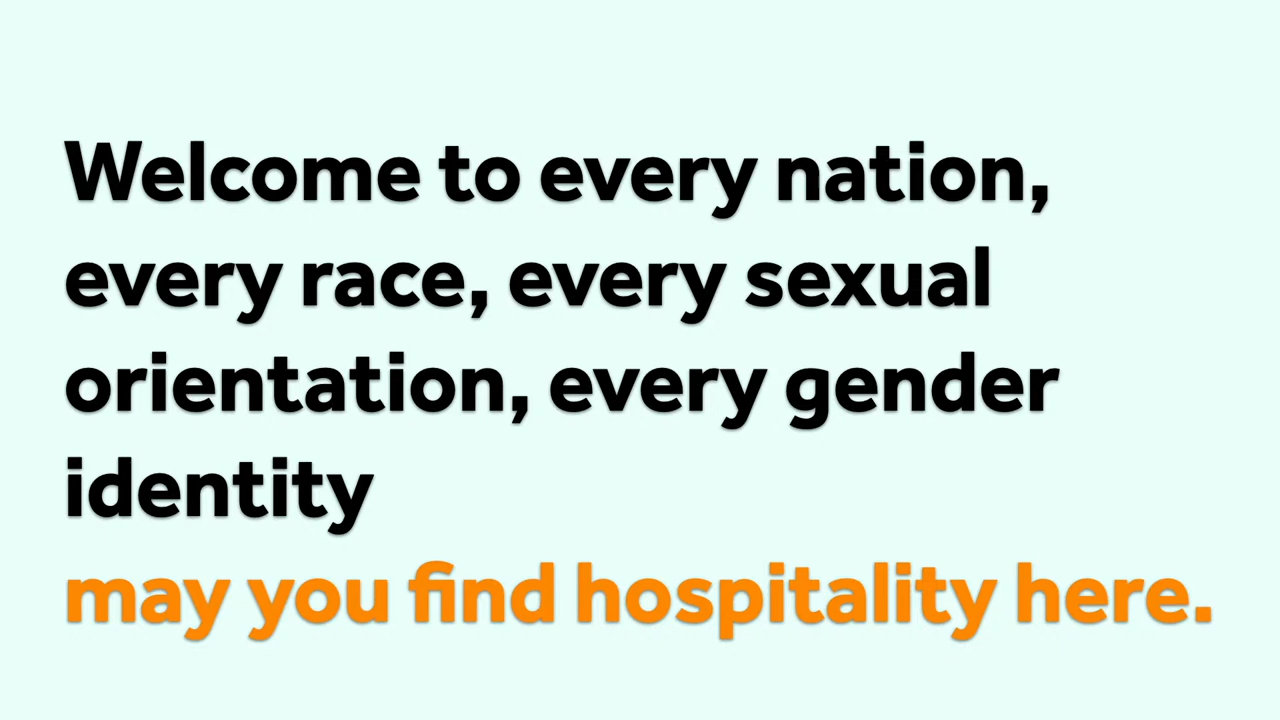 Welcome to every nation,
every race, every sexual
orientation, every gender
identity
may you find hospitality here.